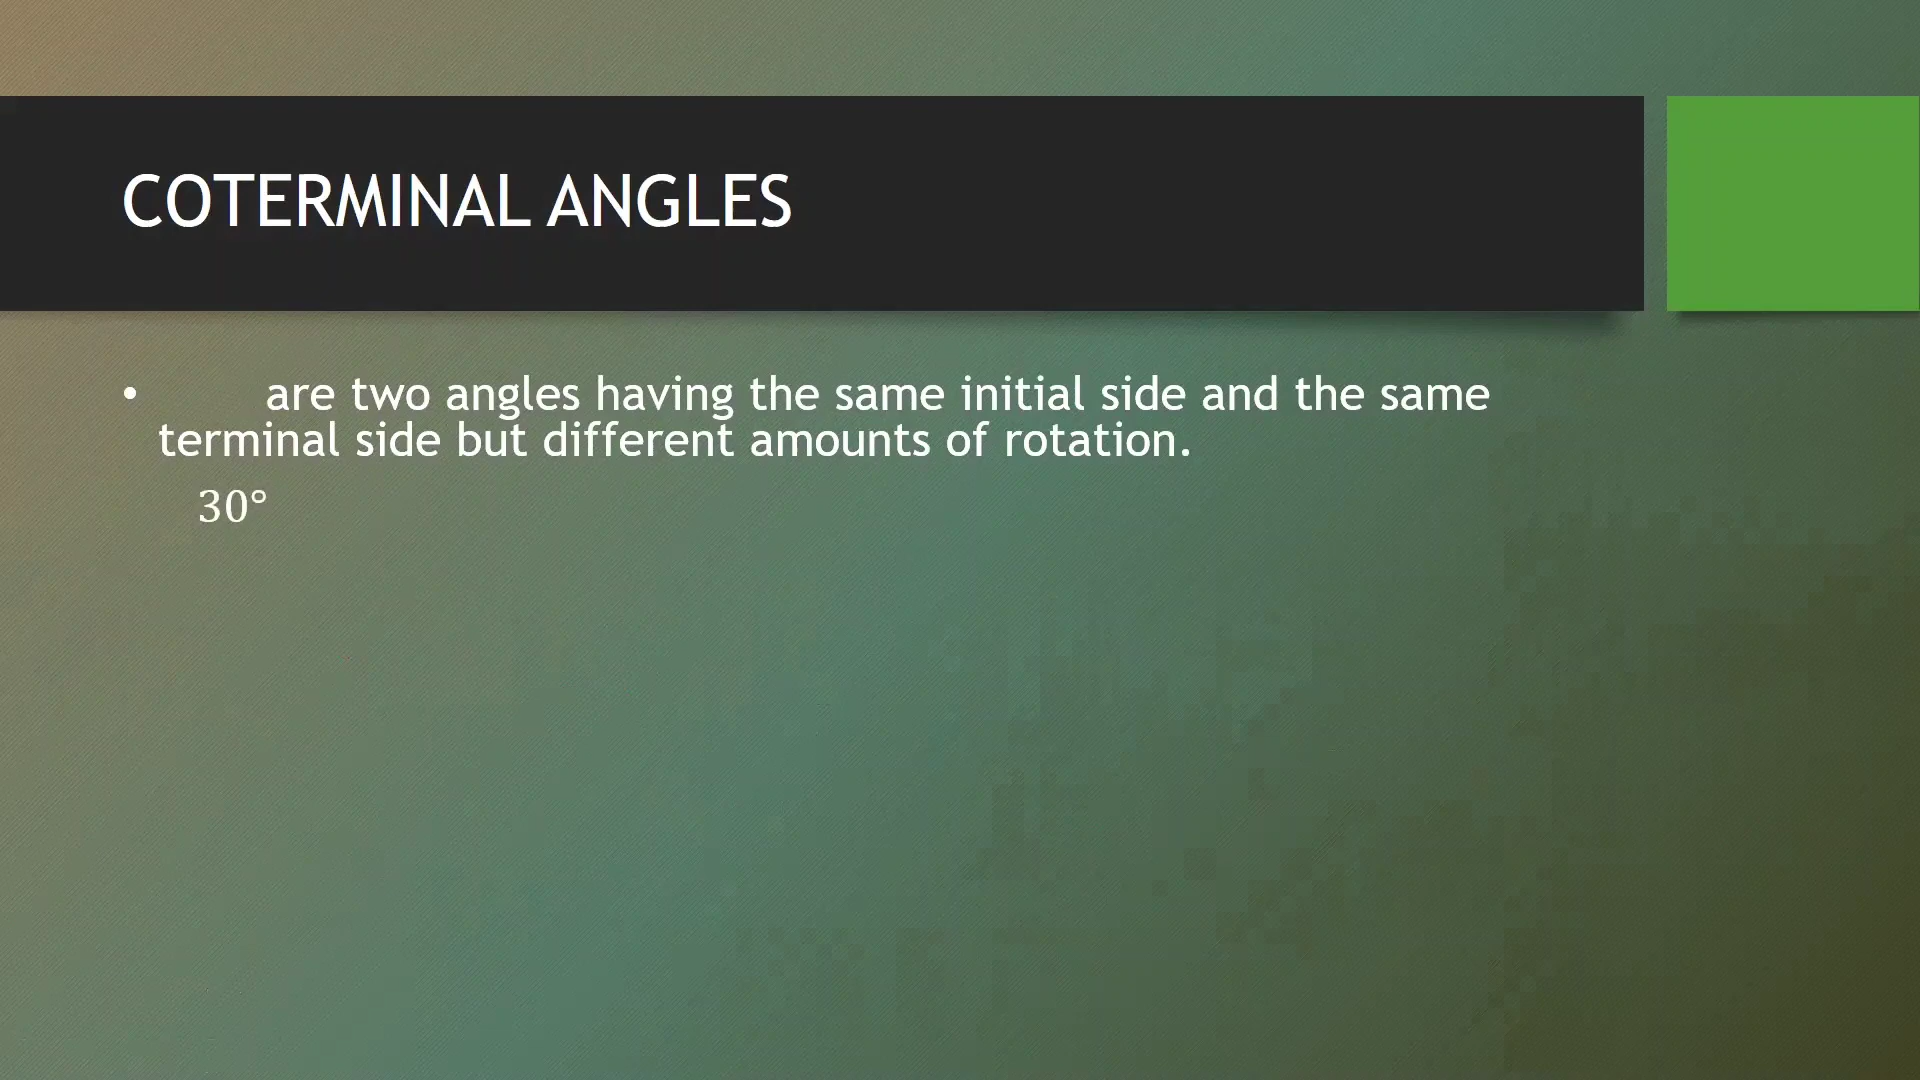 COTERMINAL ANGLES
• are two angles having the same initial side and the same
terminal side but different amounts of rotation.
30°